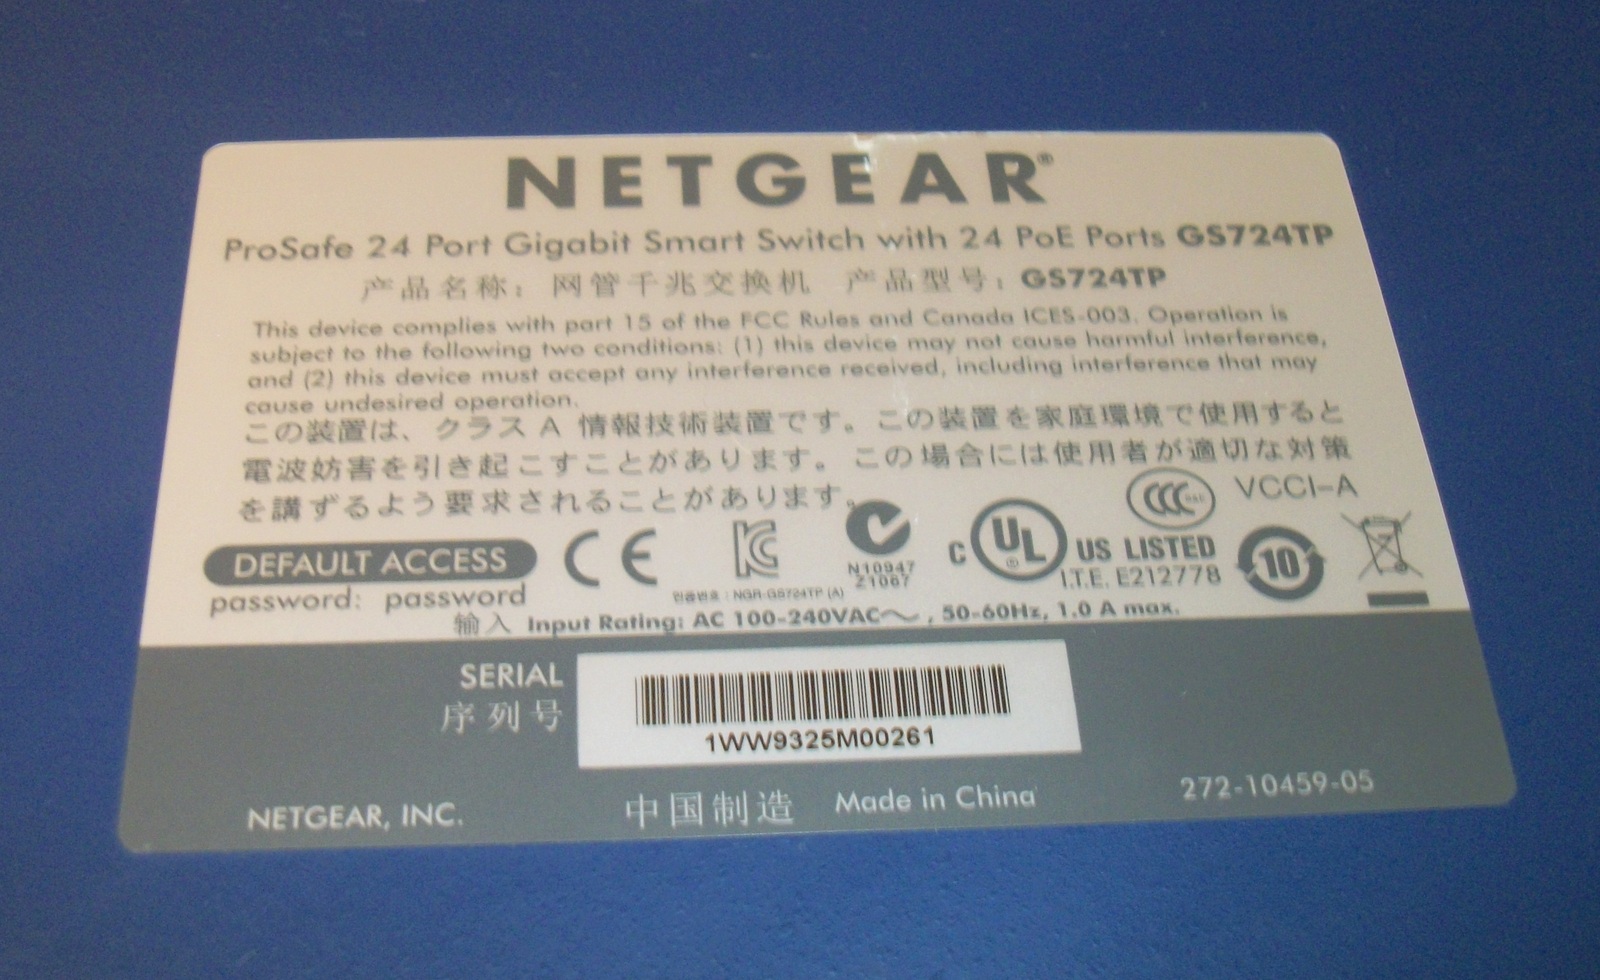 NETGEAR®
ProSafe 24 Port Gigabit Smart Switch with 24 PoE Ports GS724TP
产品名称：网管千兆交换机 产品型号：GS724TP
This device complies with part 15 of the FCC Rules and Canada ICES-003. Operation is
subject to the following two conditions: (1) this device may not cause harmful interference,
and (2) this device must accept any interference received, including interference that may
cause undesired operation.
この装置は、クラス A 情報技術装置です。この装置を家庭環境で使用すると
電波妨害を引き起こすことがあります。この場合には使用者が適切な対策
を講ずるよう要求されることがあります。
CCC VCCI-A
DEFAULT ACCESS CE KC N10947 C UL® US LISTED 10
password: password
Z1067 I.T.E. E212778
인증번호 : NGR-GS724TP (A)
输入 Input Rating: AC 100-240VAC～, 50-60Hz, 1.0 A max.
SERIAL
序列号
1WW9325M00261
NETGEAR, INC. 中国制造 Made in China 272-10459-05